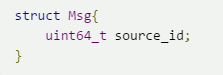 struct Msg{
    uint64_t source_id;
}